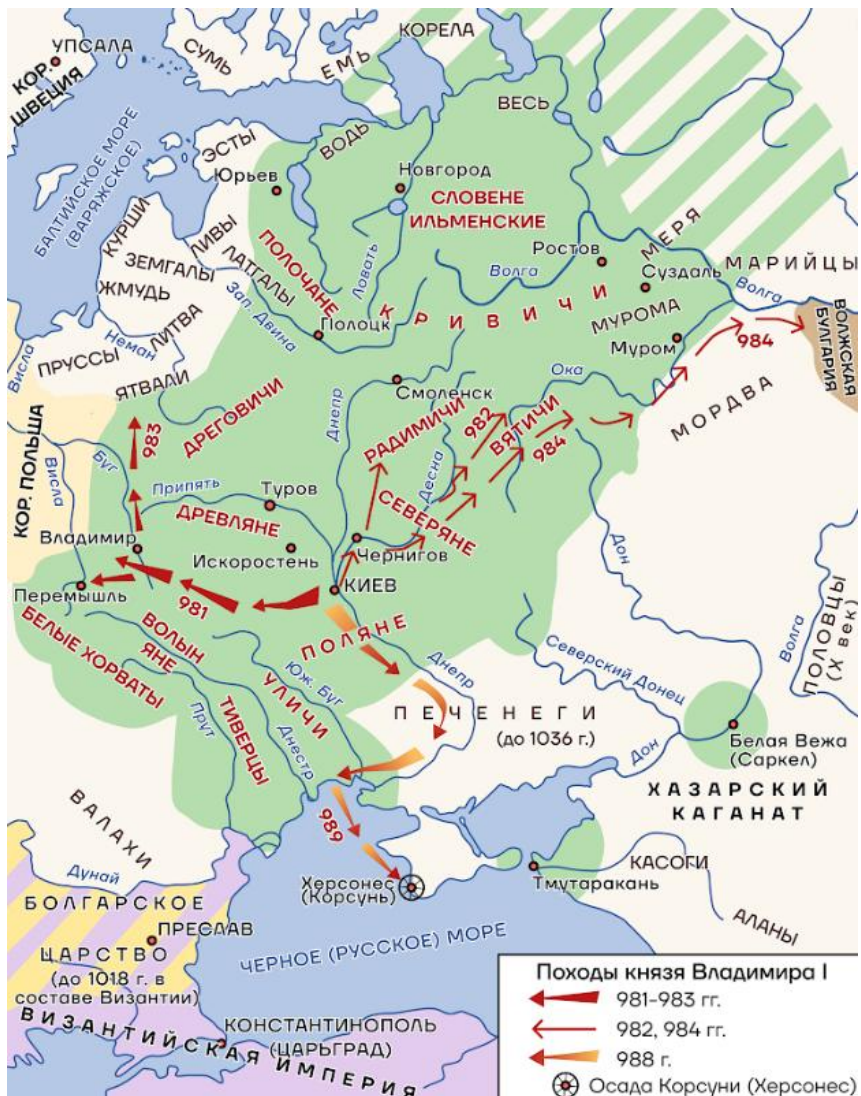 КОРЕЛА
УПСАЛА
СУМЬ
ЕМЬ
КОР.
ШВЕЦИЯ
ВЕСЬ
ВОДЬ
ЭСТЫ
Юрьев
Новгород
СЛОВЕНЕ
ИЛЬМЕНСКИЕ
БАЛТИЙСКОЕ МОРЕ
(ВАРЯЖСКОЕ)
КУРШИ
ЛИВЫ
ЛАТГАЛЫ
ЗЕМГАЛЫ
ЖМУДЬ
ПОЛОЧАНЕ
Ловать
Ростов
МЕРЯ
Суздаль
МАРИЙЦЫ
Волга
Волга
КРИВИЧИ
Зап. Двина
Полоцк
МУРОМА
Муром
984
ВОЛЖСКАЯ
БУЛГАРИЯ
ЛИТВА
Неман
ПРУССЫ
Висла
ЯТВАЛИ
Смоленск
Ока
МОРДВА
ДРЕГОВИЧИ
Днепр
РАДИМИЧИ
982
ВЯТИЧИ
984
983
Буг
КОР. ПОЛЬША
Висла
Припять
Туров
Десна
СЕВЕРЯНЕ
ДРЕВЛЯНЕ
Владимир
Искоростень
Чернигов
Дон
КИЕВ
Перемышль
981
БЕЛЫЕ ХОРВАТЫ
ВОЛЫН
ЯНЕ
ПОЛЯНЕ
ПОЛОВЦЫ
(X век)
Волга
Северский Донец
Днепр
УЛИЧИ
Юж. Буг
ТИВЕРЦЫ
Прут
Днестр
ПЕЧЕНЕГИ
(до 1036 г.)
Белая Вежа
(Саркел)
Дон
ХАЗАРСКИЙ
КАГАНАТ
ВАЛАХИ
989
КАСОГИ
Херсонес
(Корсунь)
Тмутаракань
АЛАНЫ
Дунай
БОЛГАРСКОЕ
ПРЕСЛАВ
ЦАРСТВО
(до 1018 г. в
составе Византии)
ЧЕРНОЕ (РУССКОЕ) МОРЕ
КОНСТАНТИНОПОЛЬ
(ЦАРЬГРАД)
ВИЗАНТИЙСКАЯ ИМПЕРИЯ
Походы князя Владимира I
981-983 гг.
982, 984 гг.
988 г.
Осада Корсуни (Херсонес)